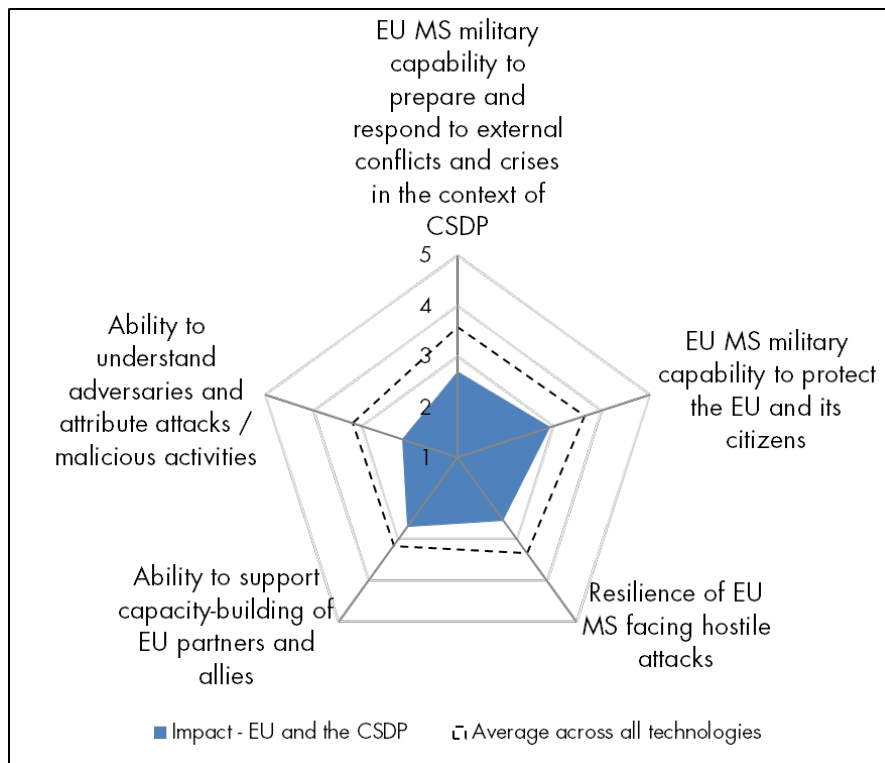 EU MS military
capability to
prepare and
respond to external
conflicts and crises
in the context of
CSDP
5
4
3
2
1
Ability to
understand
adversaries and
attribute attacks /
malicious activities
EU MS military
capability to protect
the EU and its
citizens
Ability to support
capacity-building of
EU partners and
allies
Resilience of EU
MS facing hostile
attacks
Impact - EU and the CSDP
Average across all technologies